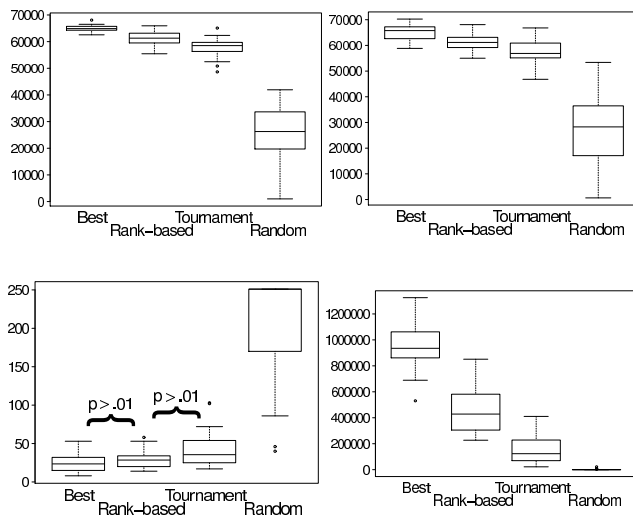 70000
60000
50000
40000
30000
20000
10000
0
Best
Tournament
Rank-based
Random
70000
60000
50000
40000
30000
20000
10000
0
Best
Tournament
Rank-based
Random
250
200
150
100
50
0
p>.01
p>.01
Best
Tournament
Rank-based
Random
1200000
1000000
800000
600000
400000
200000
0
Best
Tournament
Rank-based
Random